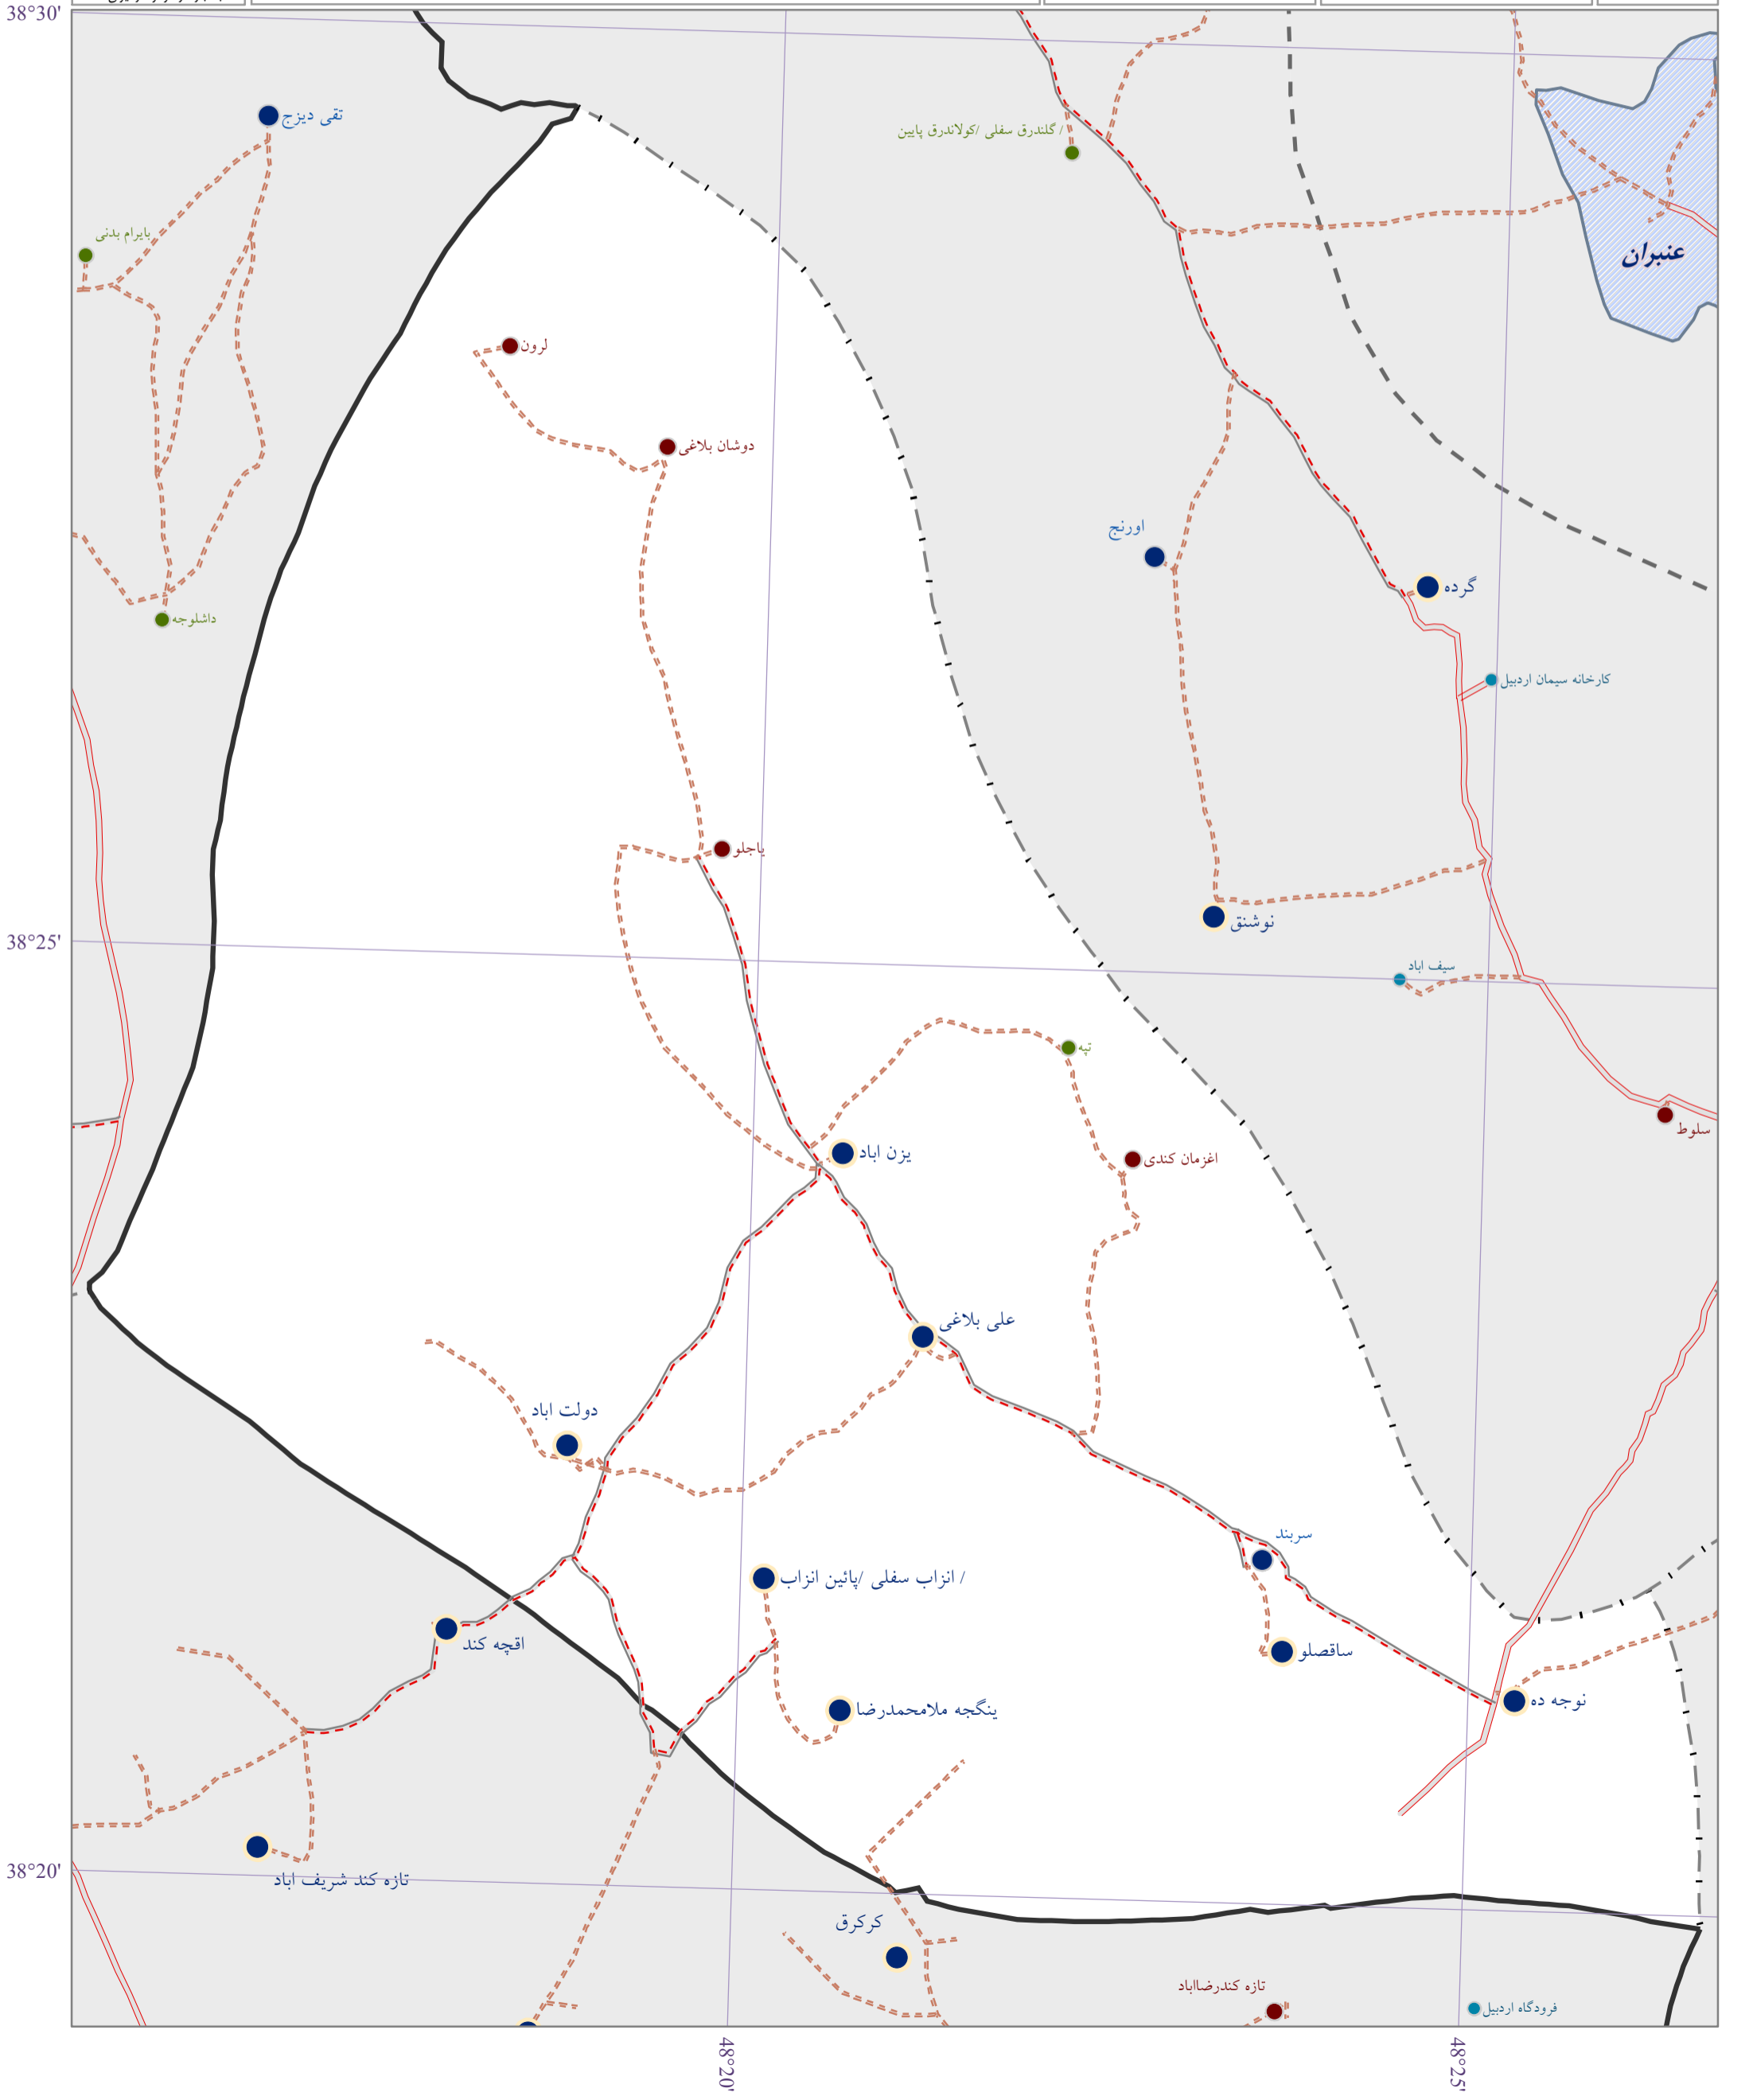 38°30'
تقی دیزج
/ گلندرق سفلی /کولاندرق پایین
بایرام بدنی
عنبران
لرون
دوشان بلاغی
اورنج
گرده
داشلوجه
کارخانه سیمان اردبیل
یاجلو
نوشنق
38°25'
سیف اباد
تپه
سلوط
یزن اباد
اغزمان کندی
علی بلاغی
دولت اباد
سربند
/ انزاب سفلی /پائین انزاب
اقچه کند
ساقصلو
نوجه ده
ینگجه ملامحمدرضا
38°20'
تازه کند شریف اباد
کرکرق
تازه کندرضااباد
فرودگاه اردبیل
48°20'
48°25'